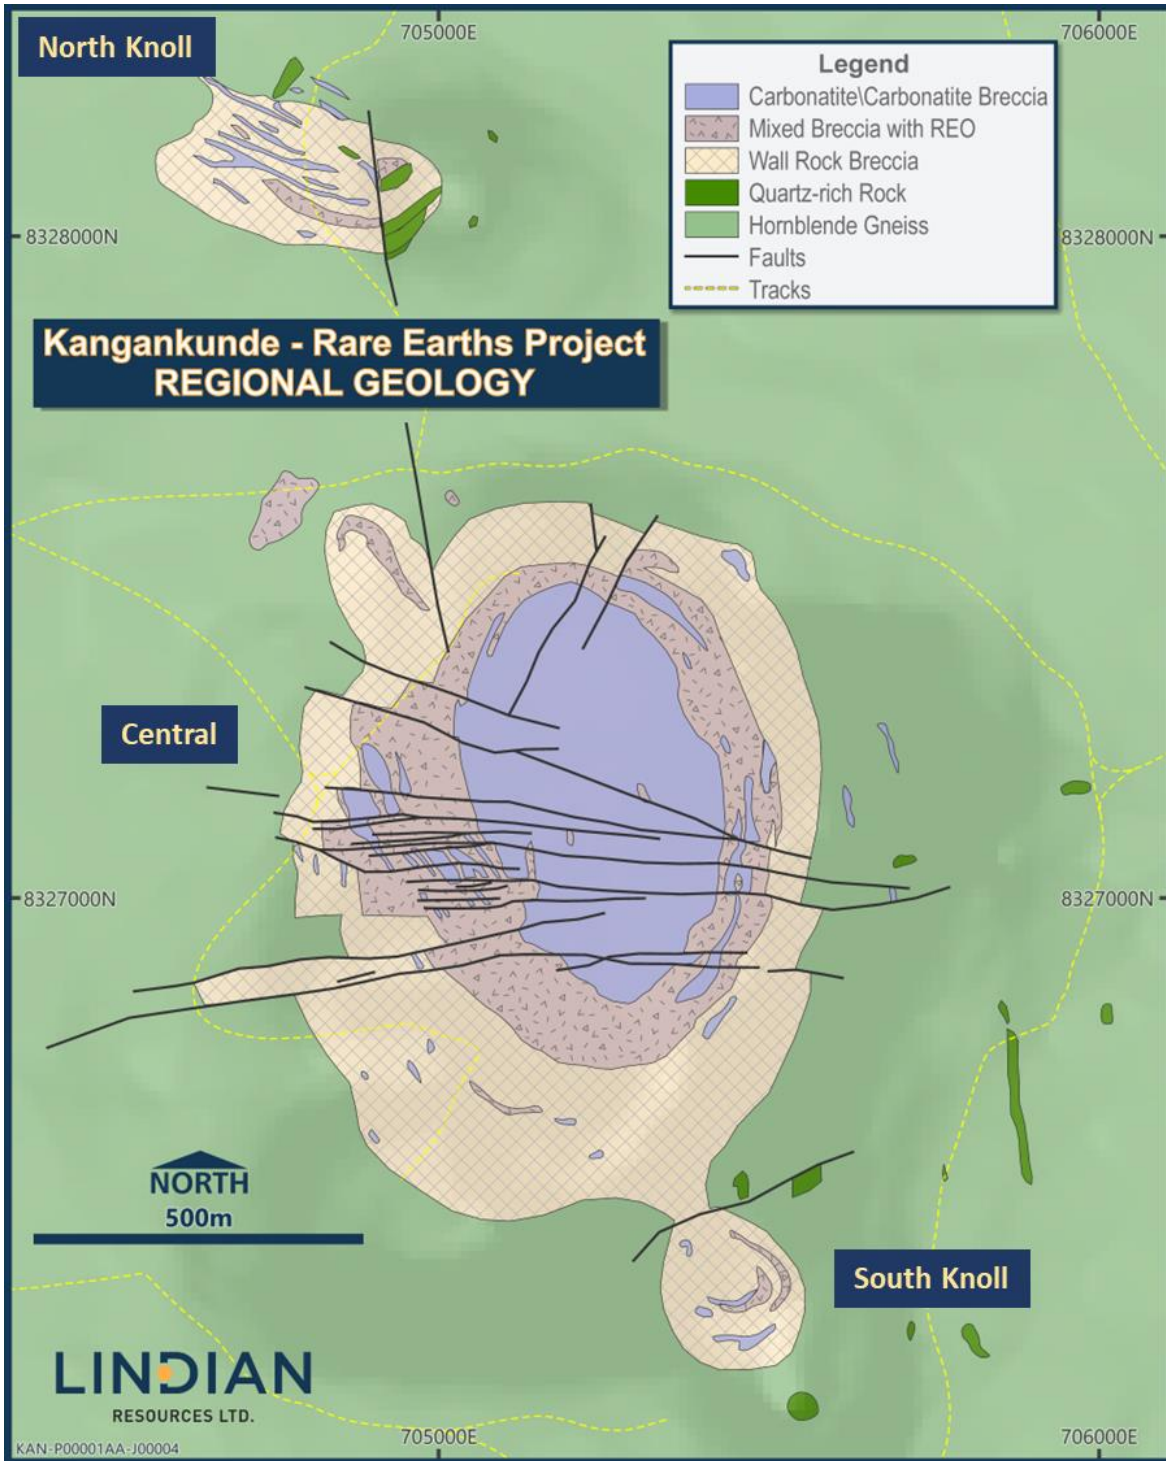 North Knoll
705000E
706000E
Legend
Carbonatite\Carbonatite Breccia
Mixed Breccia with REO
Wall Rock Breccia
Quartz-rich Rock
Hornblende Gneiss
Faults
Tracks
8328000N
8328000N
Kangankunde - Rare Earths Project
REGIONAL GEOLOGY
Central
8327000N
8327000N
NORTH
500m
South Knoll
LINDIAN
RESOURCES LTD.
KAN-P00001AA-J00004
705000E
706000E